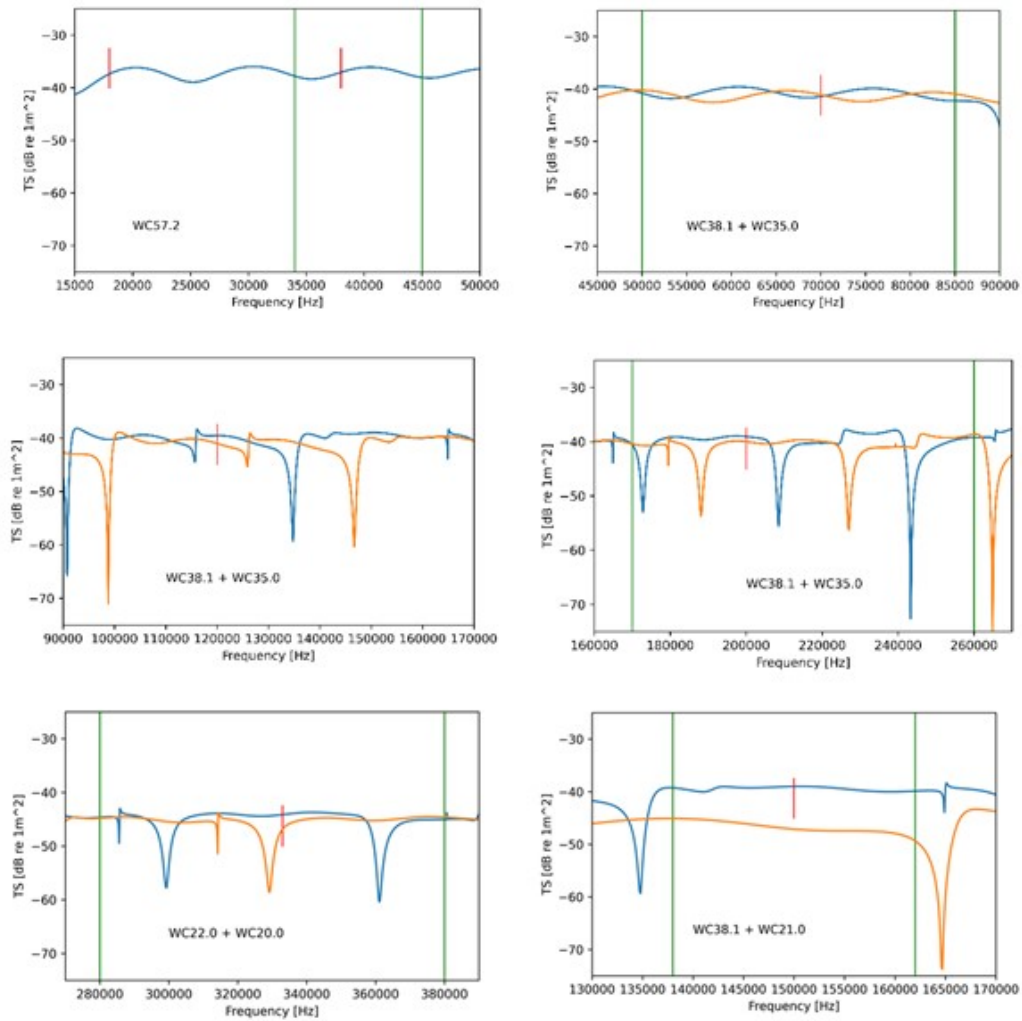 TS [dB re 1m^2]
−30
−40
−50
−60
−70
WC57.2
15000 20000 25000 30000 35000 40000 45000 50000
Frequency [Hz]
TS [dB re 1m^2]
−30
−40
−50
−60
−70
WC38.1 + WC35.0
45000 50000 55000 60000 65000 70000 75000 80000 85000 90000
Frequency [Hz]
TS [dB re 1m^2]
−30
−40
−50
−60
−70
WC38.1 + WC35.0
90000 100000 110000 120000 130000 140000 150000 160000 170000
Frequency [Hz]
TS [dB re 1m^2]
−30
−40
−50
−60
−70
WC38.1 + WC35.0
160000 180000 200000 220000 240000 260000
Frequency [Hz]
TS [dB re 1m^2]
−30
−40
−50
−60
−70
WC22.0 + WC20.0
280000 300000 320000 340000 360000 380000
Frequency [Hz]
TS [dB re 1m^2]
−30
−40
−50
−60
−70
WC38.1 + WC21.0
130000 135000 140000 145000 150000 155000 160000 165000 170000
Frequency [Hz]